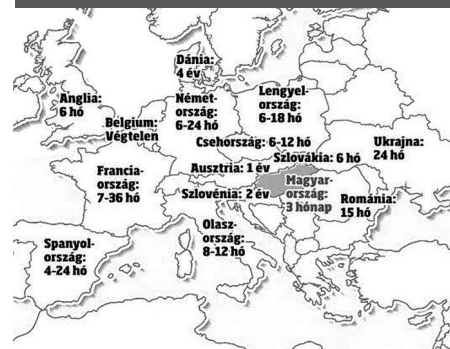 Dánia:
4 év
Anglia:
6 hó
Német-
ország:
6-24 hó
Lengyel-
ország:
6-18 hó
Belgium:
Végtelen
Csehország: 6-12 hó
Ukrajna:
24 hó
Szlovákia: 6 hó
Ausztria: 1 év
Francia-
ország:
7-36 hó
Magyar-
ország:
3 hónap
Szlovénia: 2 év
Románia:
15 hó
Olasz-
ország:
8-12 hó
Spanyol-
ország:
4-24 hó